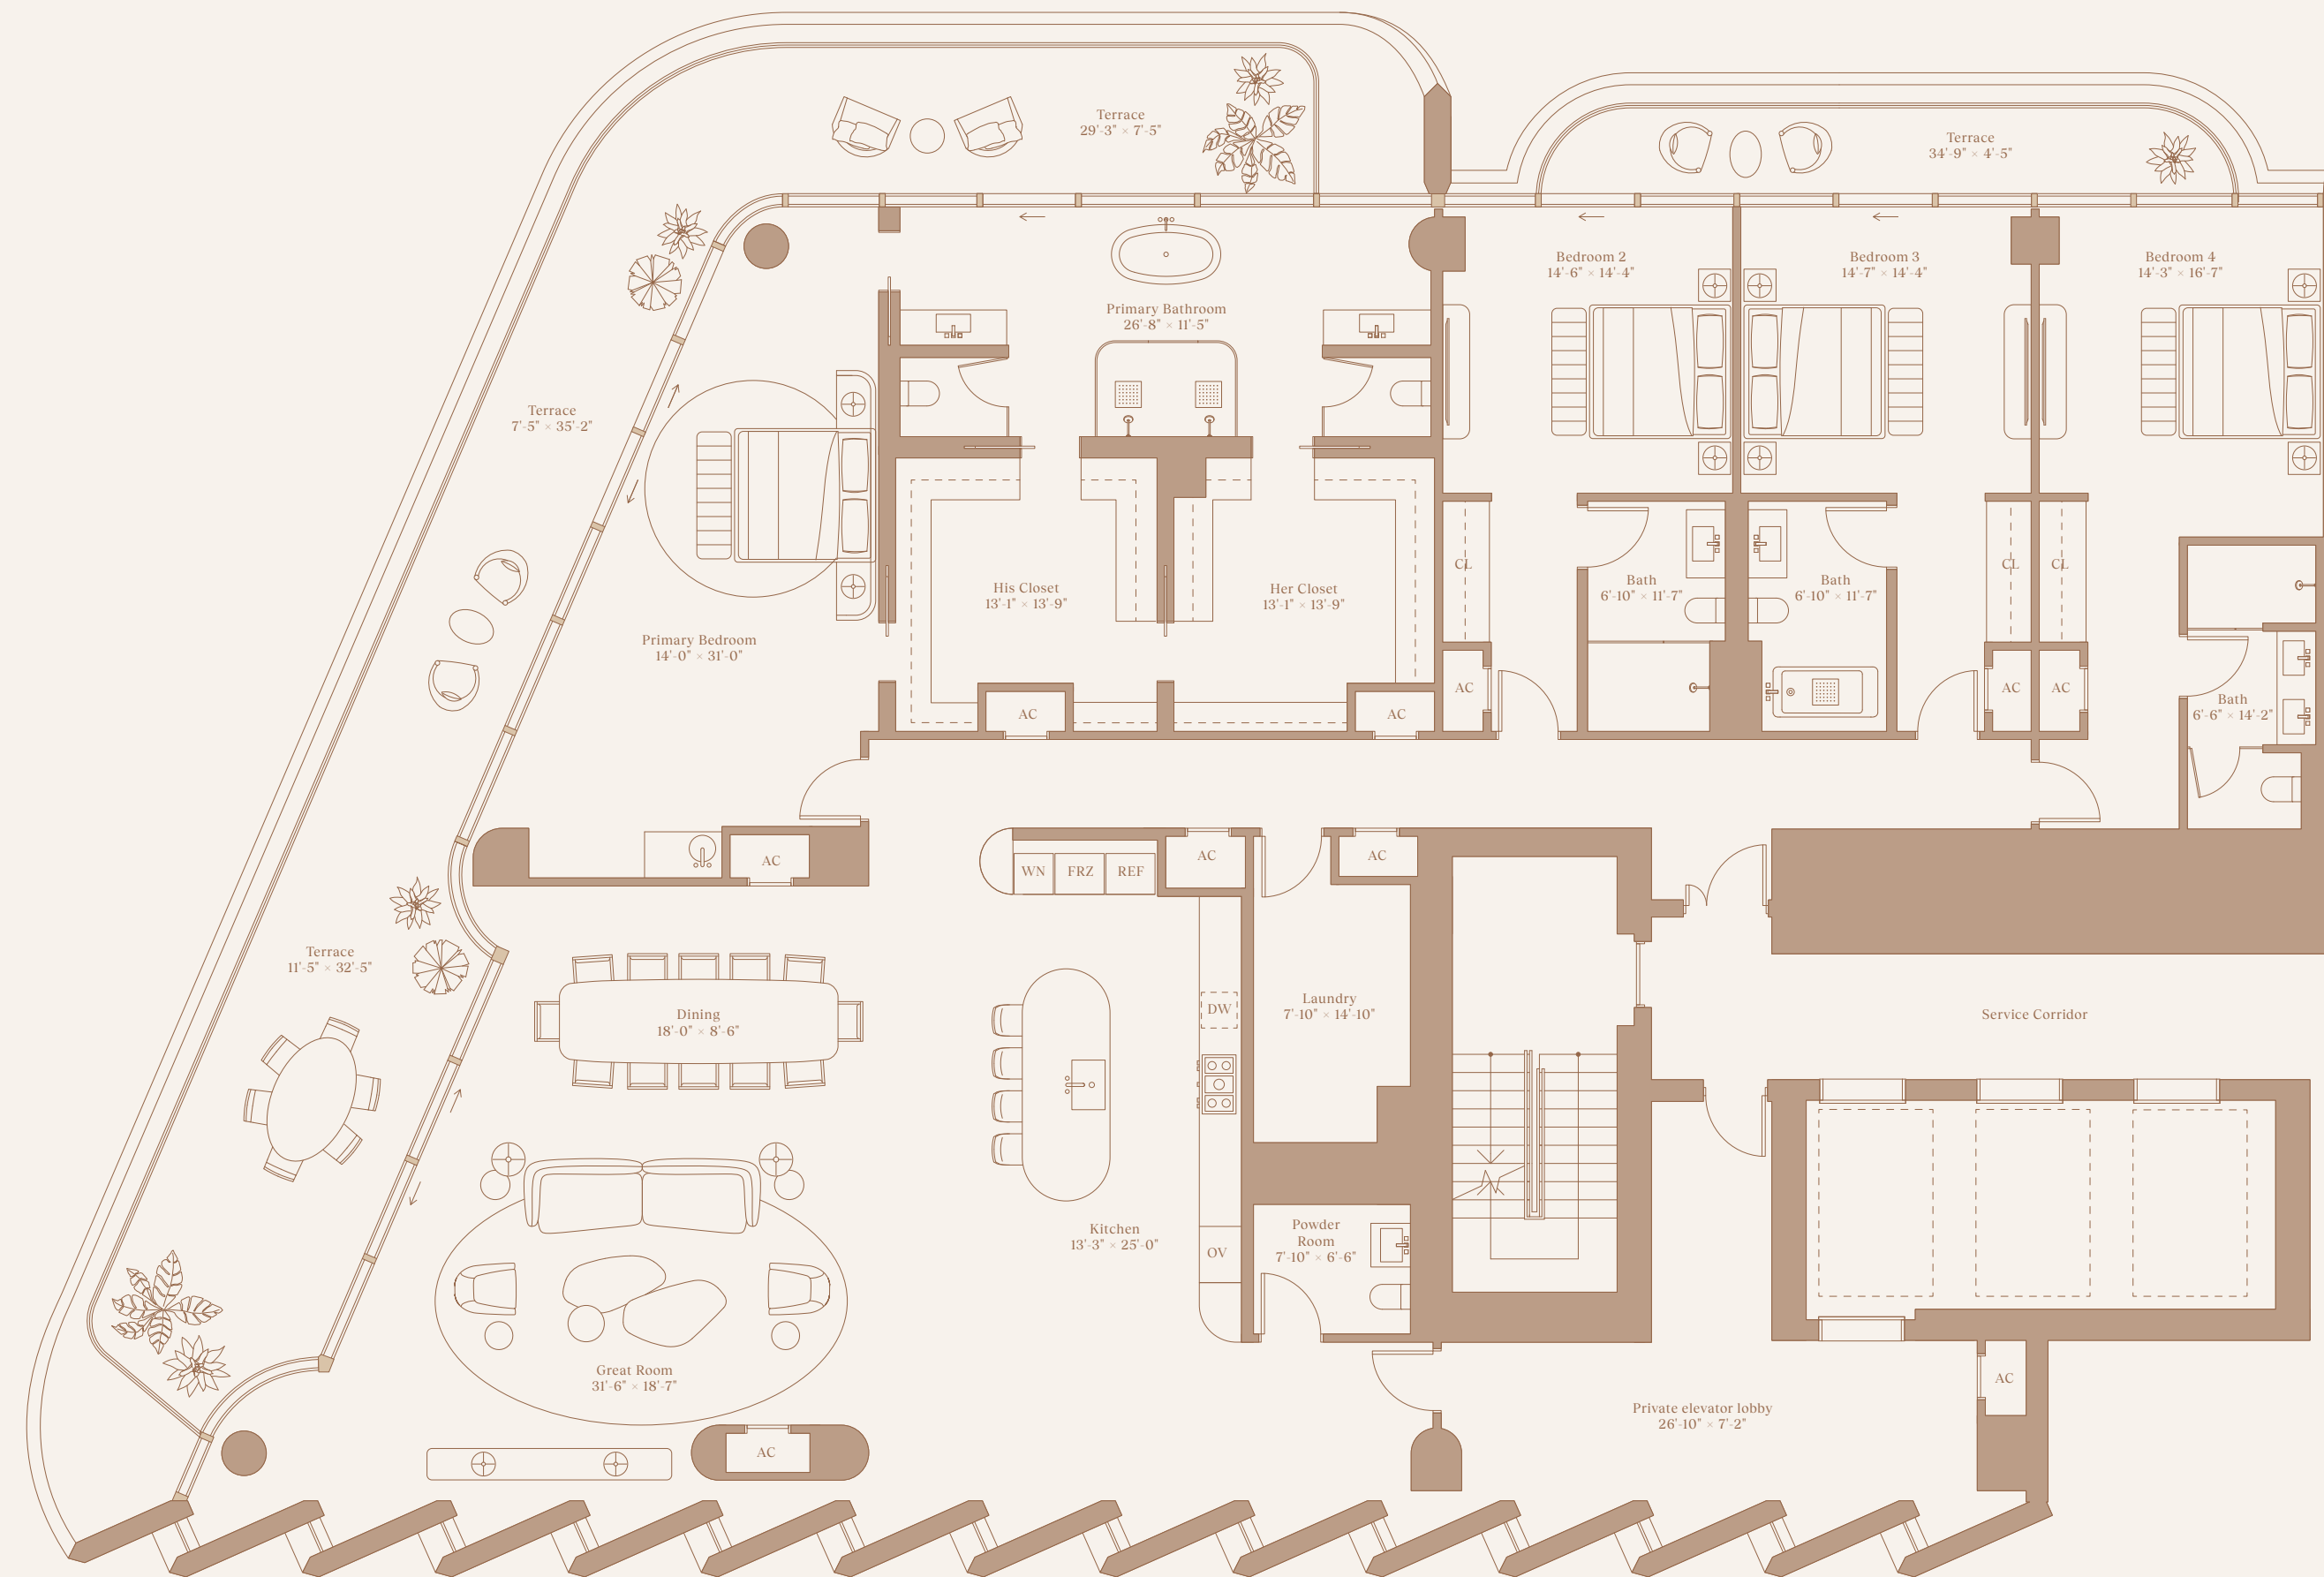 Terrace
29'-3" × 7'-5"
Terrace
34'-9" × 4'-5"
Bedroom 2
14'-6" × 14'-4"
Bedroom 3
14'-7" × 14'-4"
Bedroom 4
14'-3" × 16'-7"
Primary Bathroom
26'-8" × 11'-5"
Terrace
7'-5" × 35'-2"
His Closet
13'-1" × 13'-9"
Her Closet
13'-1" × 13'-9"
CL
Bath
6'-10" × 11'-7"
Bath
6'-10" × 11'-7"
CL
CL
Primary Bedroom
14'-0" × 31'-0"
AC
AC
AC
AC
AC
Bath
6'-6" × 14'-2"
AC
WN
FRZ
REF
AC
AC
Terrace
11'-5" × 32'-5"
Dining
18'-0" × 8'-6"
DW
Laundry
7'-10" × 14'-10"
Service Corridor
Kitchen
13'-3" × 25'-0"
OV
Powder
Room
7'-10" × 6'-6"
Great Room
31'-6" × 18'-7"
AC
Private elevator lobby
26'-10" × 7'-2"
AC